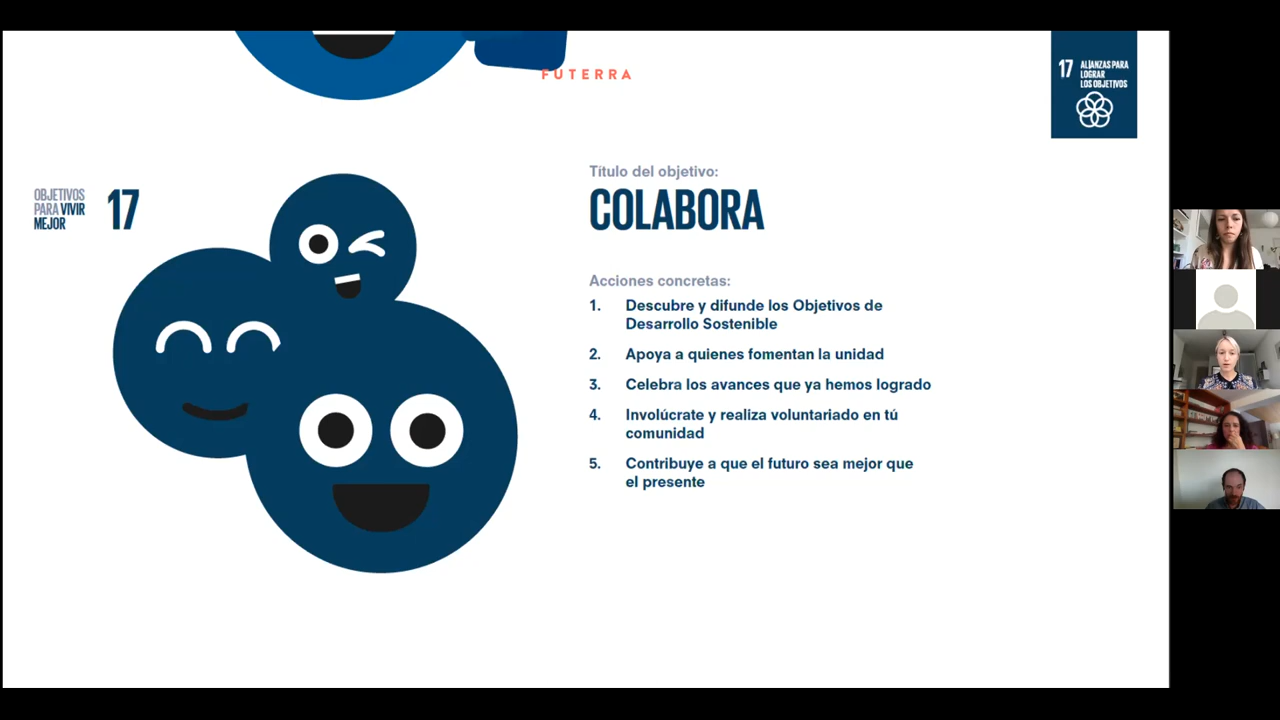 FUTERRA
17 ALIANZAS PARA
LOGRAR
LOS OBJETIVOS
OBJETIVOS
PARA VIVIR
MEJOR
17
Título del objetivo:
COLABORA
Acciones concretas:
1. Descubre y difunde los Objetivos de
Desarrollo Sostenible
2. Apoya a quienes fomentan la unidad
3. Celebra los avances que ya hemos logrado
4. Involúcrate y realiza voluntariado en tú
comunidad
5. Contribuye a que el futuro sea mejor que
el presente